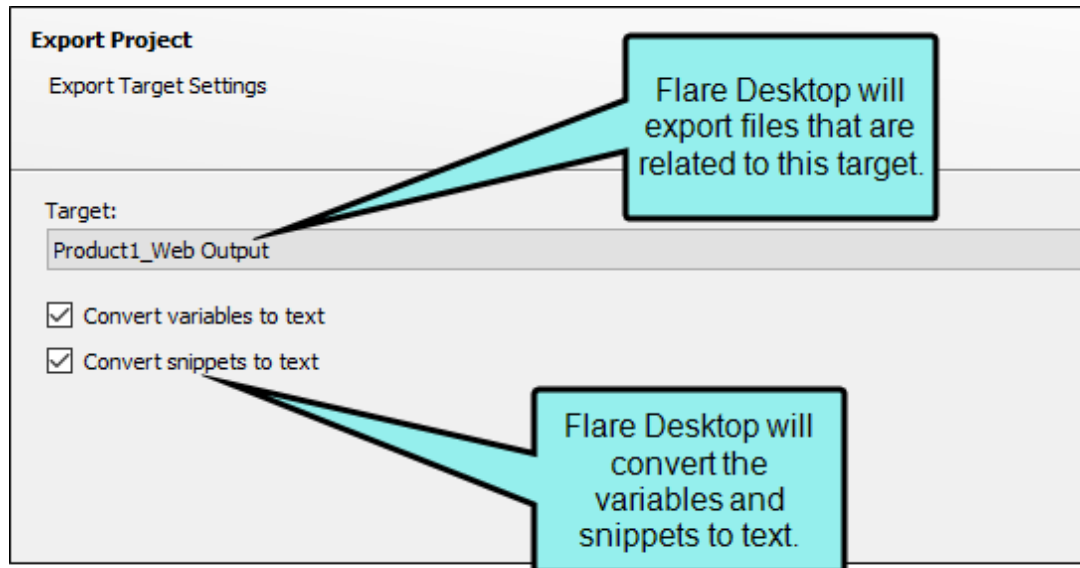 Export Project
Export Target Settings
Flare Desktop will
export files that are
related to this target.
Target:
Product1_Web Output
Convert variables to text
Convert snippets to text
Flare Desktop will
convert the
variables and
snippets to text.